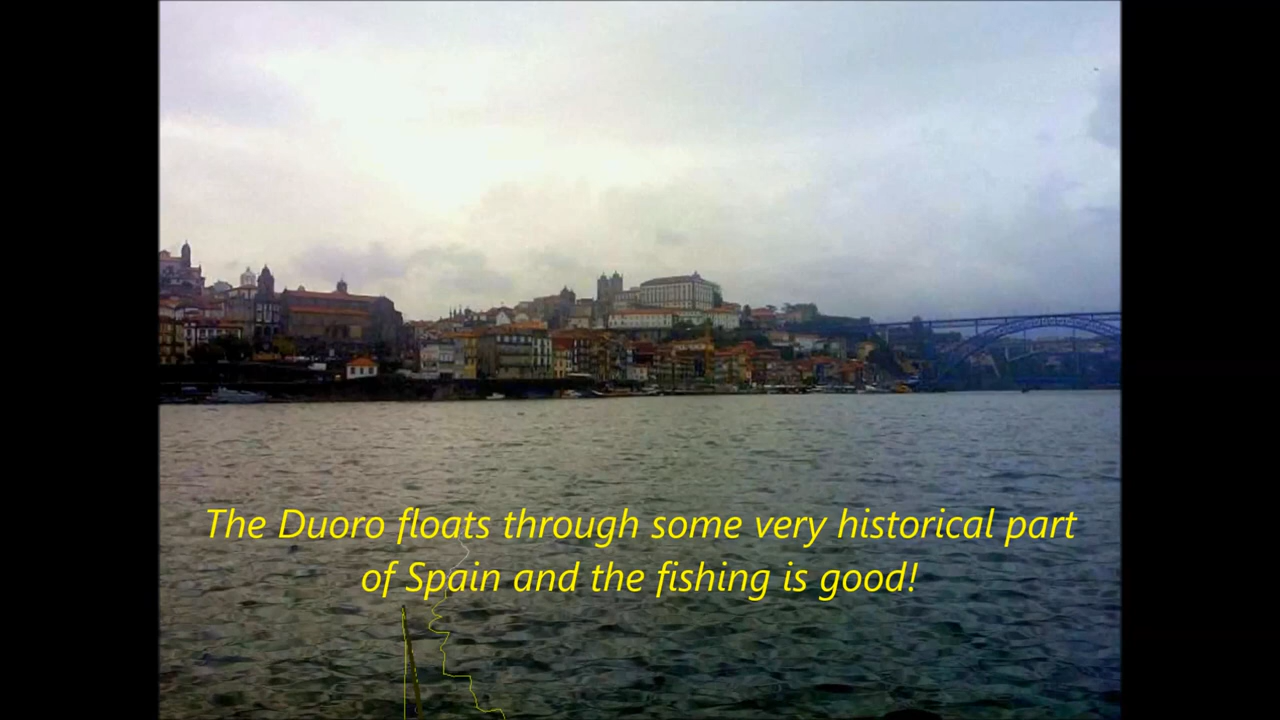 The Duoro floats through some very historical part
of Spain and the fishing is good!